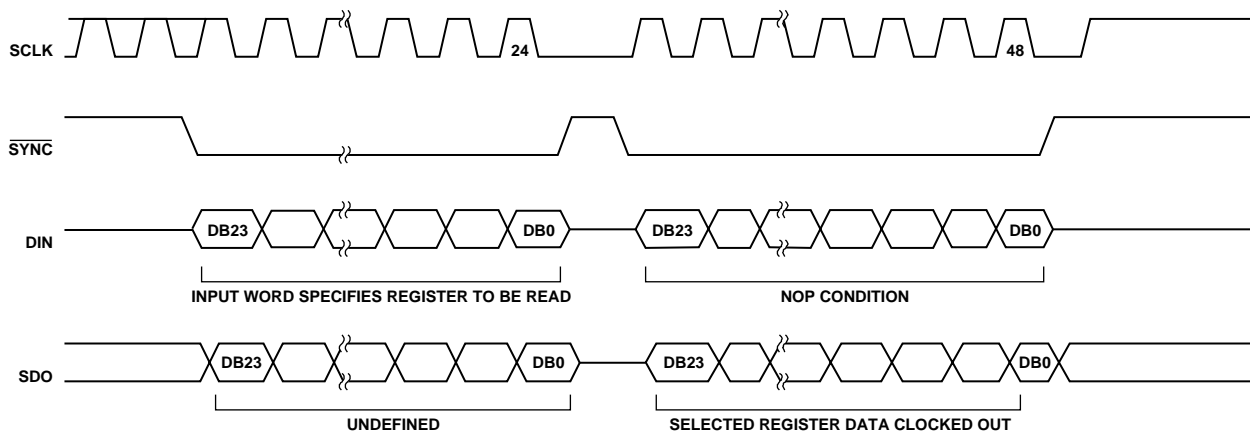 SCLK
24
48
SYNC
DIN
DB23
DB0
DB23
DB0
INPUT WORD SPECIFIES REGISTER TO BE READ
NOP CONDITION
SDO
DB23
DB0
DB23
DB0
UNDEFINED
SELECTED REGISTER DATA CLOCKED OUT